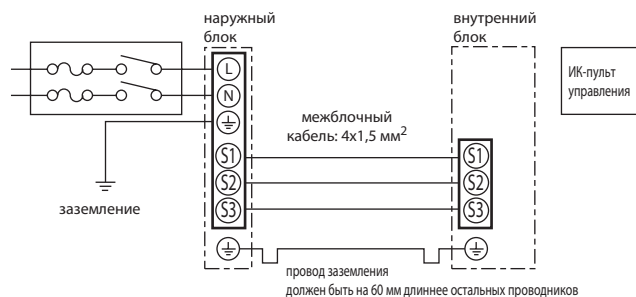 наружный
блок
внутренний
блок
L
N
S1
S2
S3
заземление
межблочный
кабель: 4x1,5 мм²
S1
S2
S3
ИК-пульт
управления
провод заземления
должен быть на 60 мм длиннее остальных проводников